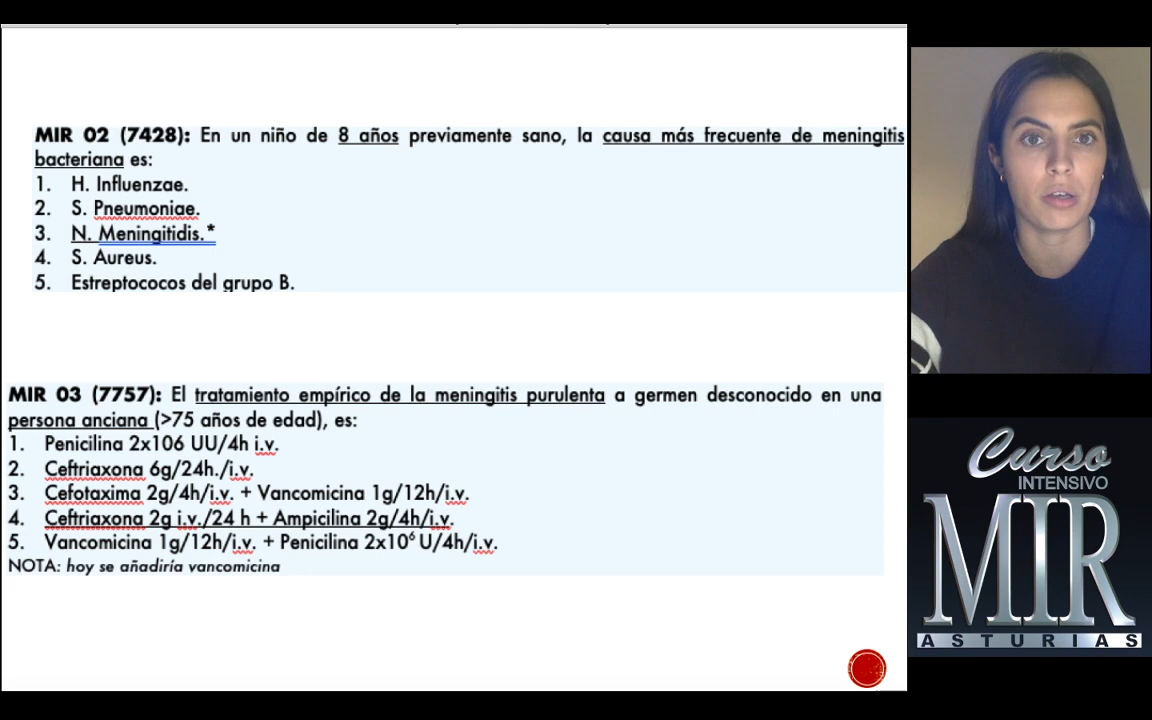 MIR 02 (7428): En un niño de 8 años previamente sano, la causa más frecuente de meningitis
bacteriana es:
1. H. Influenzae.
2. S. Pneumoniae.
3. N. Meningitidis.*
4. S. Aureus.
5. Estreptococos del grupo B.
MIR 03 (7757): El tratamiento empírico de la meningitis purulenta a germen desconocido en una
persona anciana (>75 años de edad), es:
1. Penicilina 2x106 UU/4h i.v.
2. Ceftriaxona 6g/24h./i.v.
3. Cefotaxima 2g/4h/i.v. + Vancomicina 1g/12h/i.v.
4. Ceftriaxona 2g i.v./24 h + Ampicilina 2g/4h/i.v.
5. Vancomicina 1g/12h/i.v. + Penicilina 2x10⁶ U/4h/i.v.
NOTA: hoy se añadiría vancomicina
Curso
INTENSIVO
MIR
ASTURIAS